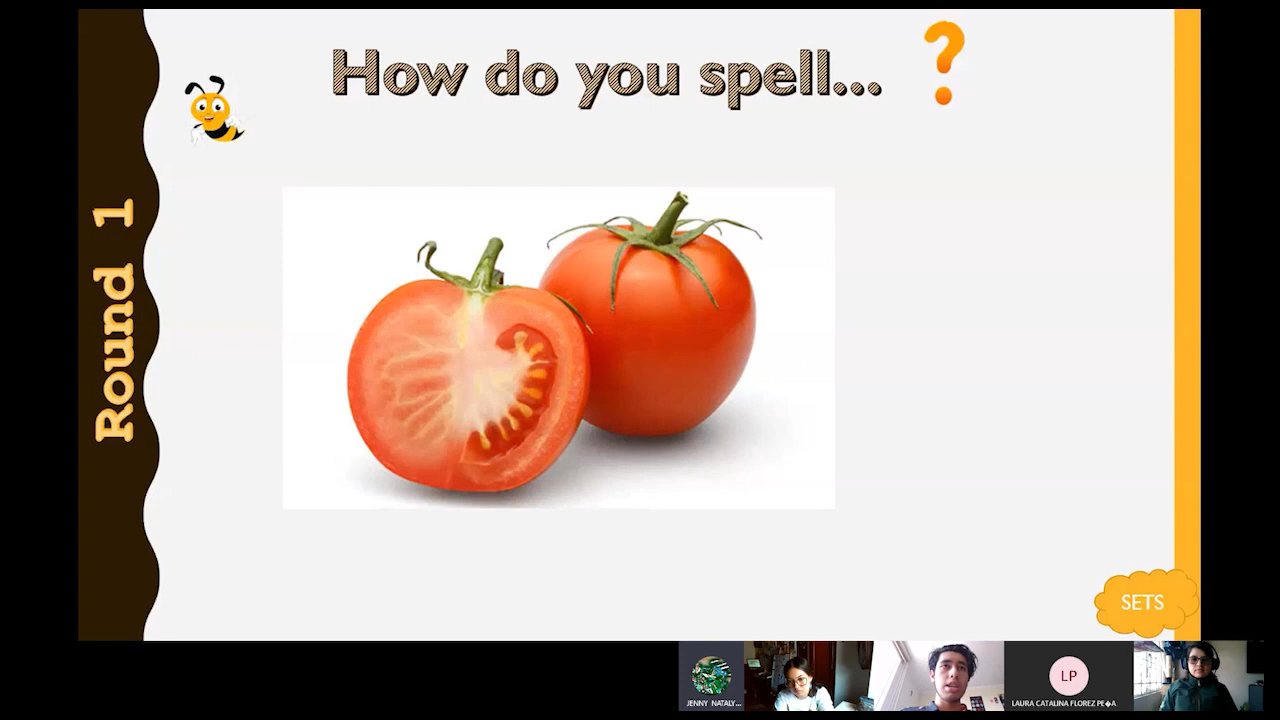 How do you spell... ?
Round 1
SETS
JENNY NATALY...
LP
LAURA CATALINA FLOREZ PE�A